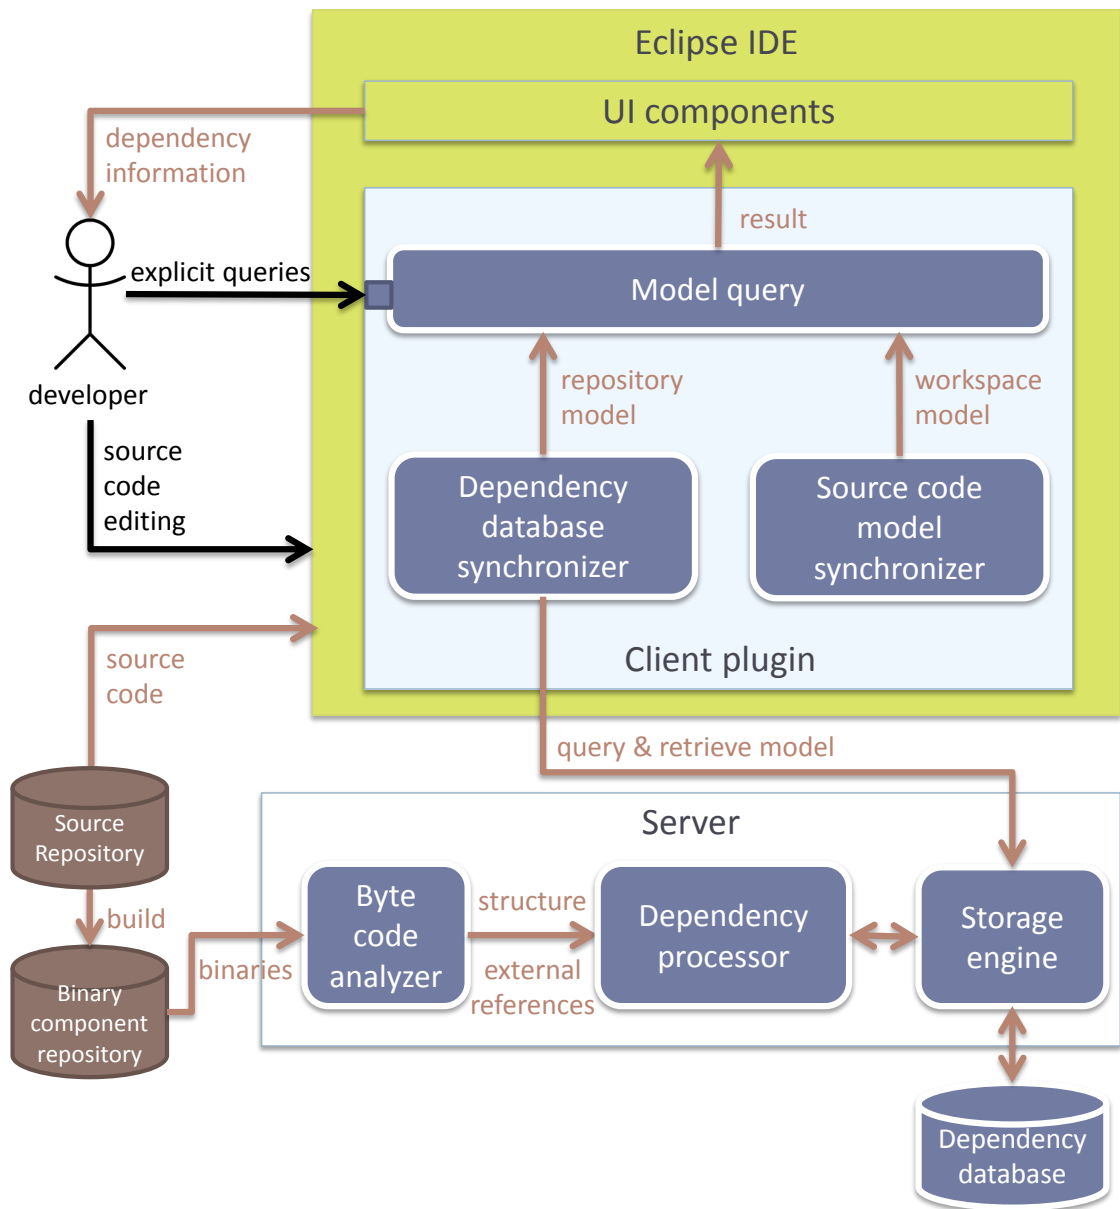 Eclipse IDE
UI components
dependency
information
result
explicit queries
Model query
developer
repository
model
workspace
model
source
code
editing
Dependency
database
synchronizer
Source code
model
synchronizer
source
code
Client plugin
query & retrieve model
Server
Source
Repository
build
Byte
code
analyzer
structure
external
references
Dependency
processor
Storage
engine
binaries
Binary
component
repository
Dependency
database